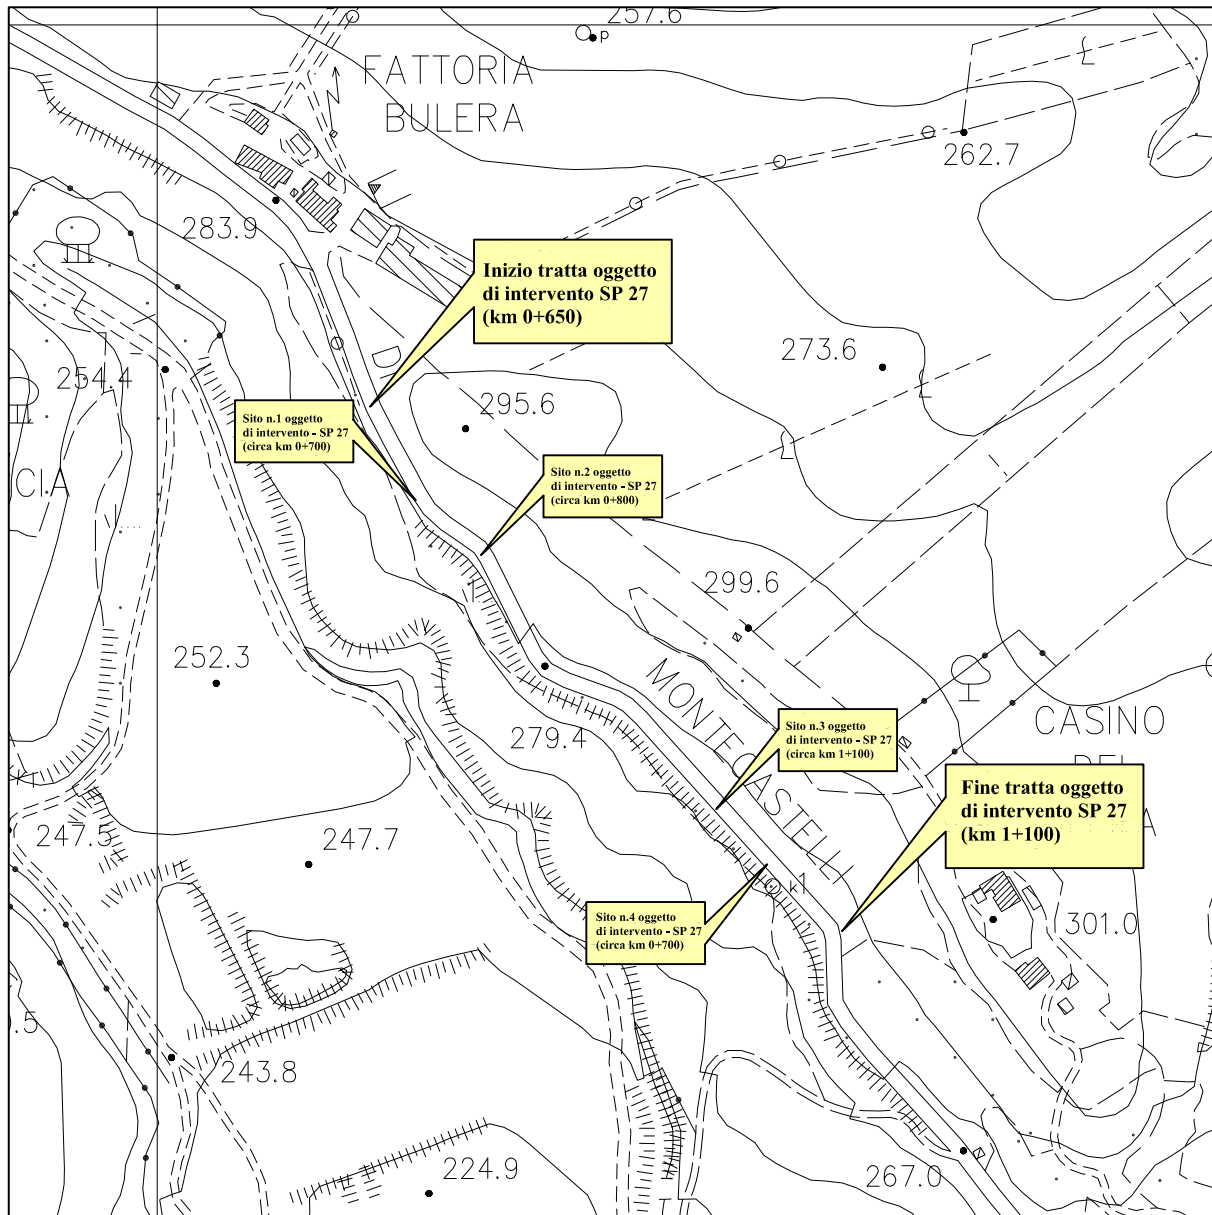 257.6
p
FATTORIA
BULERA
262.7
283.9
Inizio tratta oggetto
di intervento SP 27
(km 0+650)
273.6
254.4
295.6
Sito n.1 oggetto
di intervento - SP 27
(circa km 0+700)
Sito n.2 oggetto
di intervento - SP 27
(circa km 0+800)
CIA
299.6
252.3
MONTECASTELLI
CASINO
279.4
Sito n.3 oggetto
di intervento - SP 27
(circa km 1+100)
Fine tratta oggetto
di intervento SP 27
(km 1+100)
247.5
247.7
k1
Sito n.4 oggetto
di intervento - SP 27
(circa km 0+700)
301.0
.5
243.8
267.0
224.9